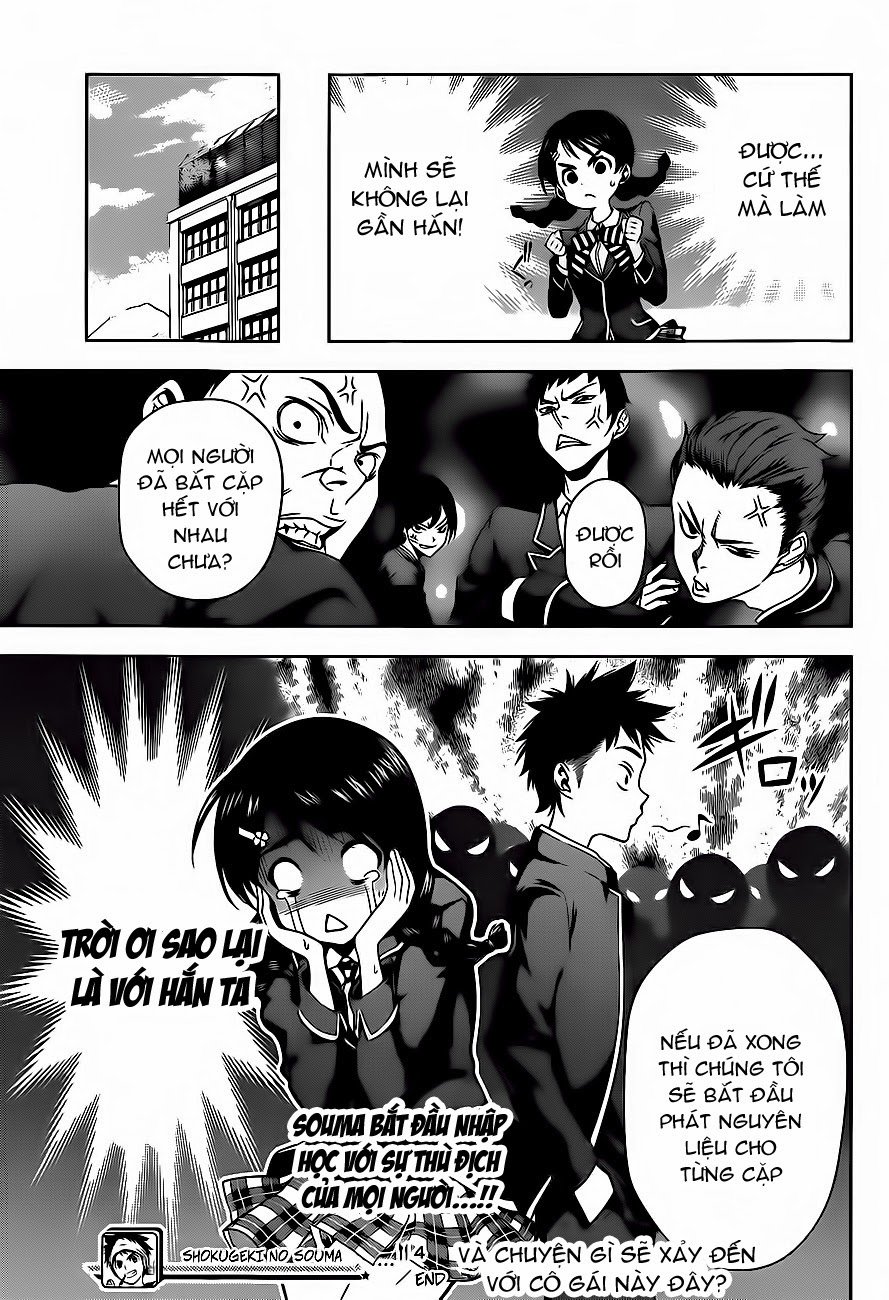 ĐƯỢC...
CỨ THẾ
MÀ LÀM
MÌNH SẼ
KHÔNG LẠI
GẦN HẮN!
MỌI NGƯỜI
ĐÃ BẮT CẶP
HẾT VỚI
NHAU
CHƯA?
ĐƯỢC
RỒI
ギロッ
TRỜI ƠI SAO LẠI
LÀ VỚI HẮN TA
NẾU ĐÃ XONG
THÌ CHÚNG TÔI
SẼ BẮT ĐẦU
PHÁT NGUYÊN
LIỆU CHO
TỪNG CẶP
SOUMA BẮT ĐẦU NHẬP
HỌC VỚI SỰ THÙ ĐỊCH
CỦA MỌI NGƯỜI...!!
SHOKUGEKI NO SOUMA
END
VÀ CHUYỆN GÌ SẼ XẢY ĐẾN
VỚI CÔ GÁI NÀY ĐÂY?